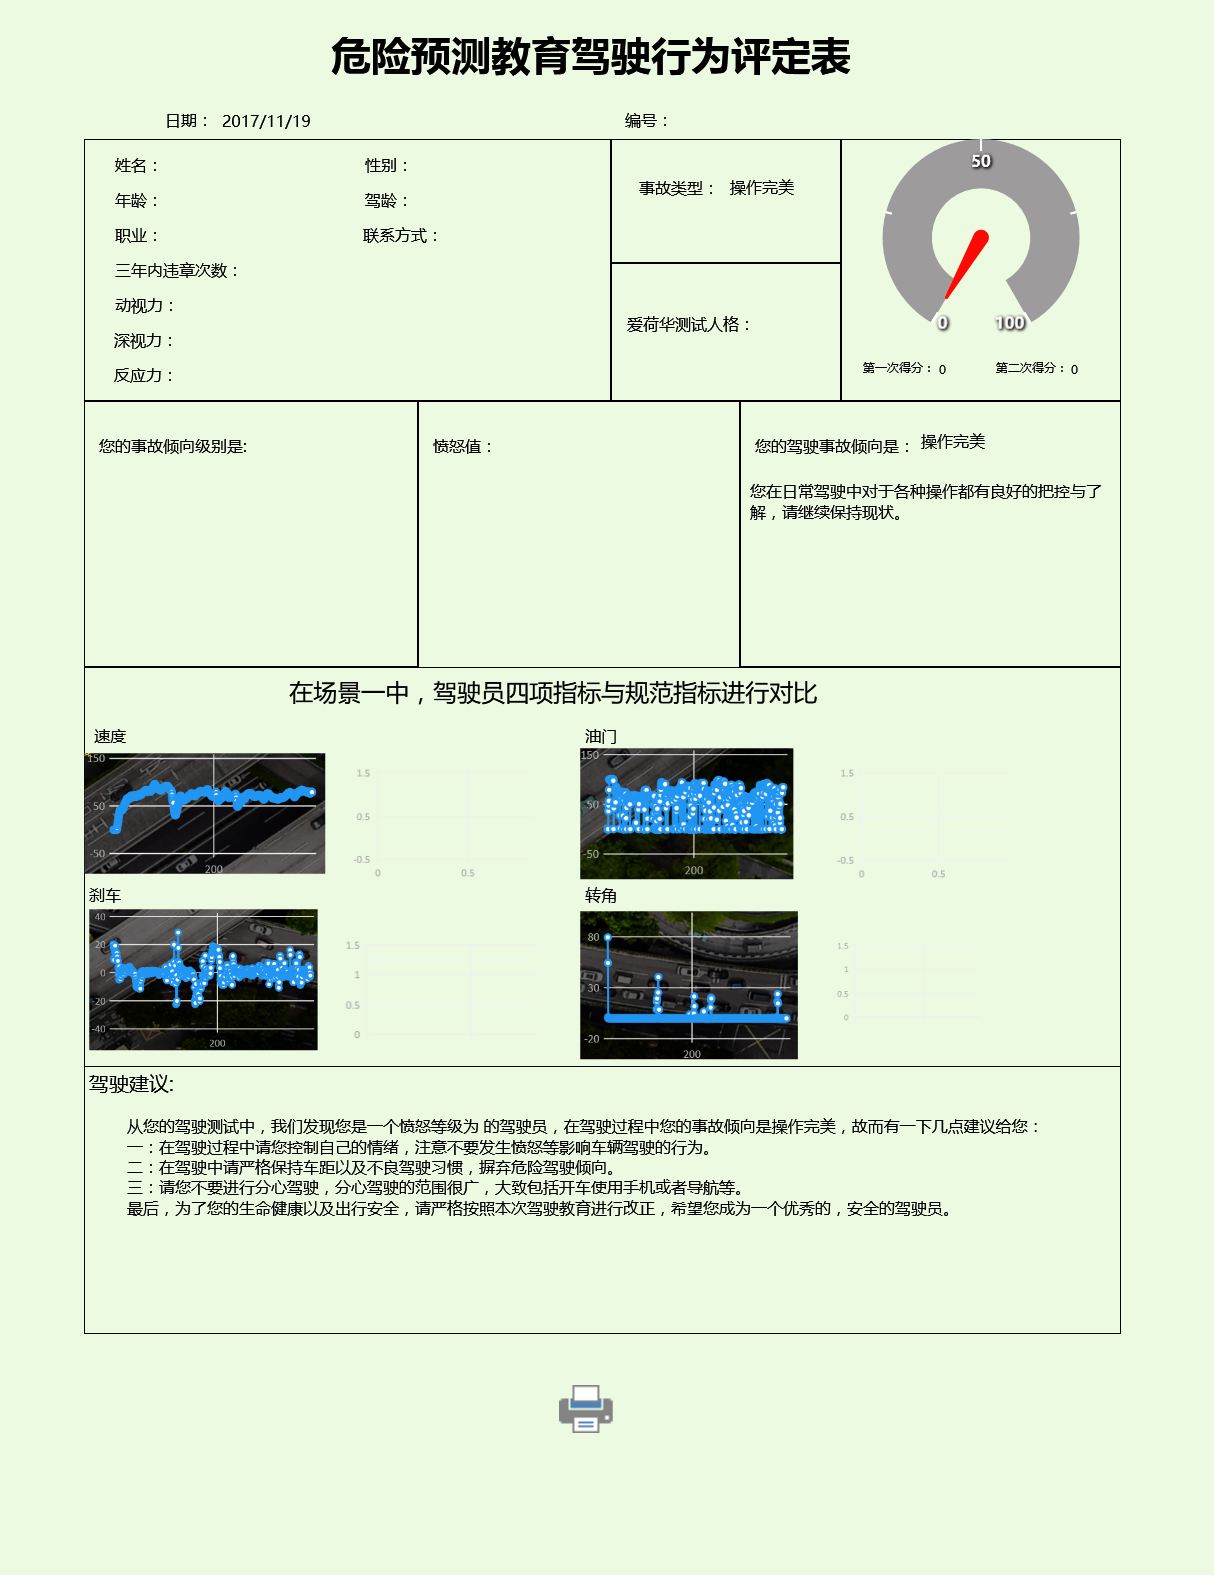 危险预测教育驾驶行为评定表
日期： 2017/11/19 编号：
姓名： 性别：
年龄： 驾龄：
职业： 联系方式：
三年内违章次数：
动视力：
深视力：
反应力：
事故类型： 操作完美
爱荷华测试人格：
50
0 100
第一次得分： 0 第二次得分： 0
您的事故倾向级别是:
愤怒值：
您的驾驶事故倾向是： 操作完美
您在日常驾驶中对于各种操作都有良好的把控与了
解，请继续保持现状。
在场景一中，驾驶员四项指标与规范指标进行对比
速度
150
50
-50
200
1.5
0.5
-0.5
0 0.5
油门
150
50
-50
200
1.5
0.5
-0.5
0 0.5
刹车
40
20
0
-20
-40
200
1.5
1
0.5
0
转角
80
30
-20
200
1.5
1
0.5
0
驾驶建议:
从您的驾驶测试中，我们发现您是一个愤怒等级为 的驾驶员，在驾驶过程中您的事故倾向是操作完美，故而有一下几点建议给您：
一：在驾驶过程中请您控制自己的情绪，注意不要发生愤怒等影响车辆驾驶的行为。
二：在驾驶中请严格保持车距以及不良驾驶习惯，摒弃危险驾驶倾向。
三：请您不要进行分心驾驶，分心驾驶的范围很广，大致包括开车使用手机或者导航等。
最后，为了您的生命健康以及出行安全，请严格按照本次驾驶教育进行改正，希望您成为一个优秀的，安全的驾驶员。